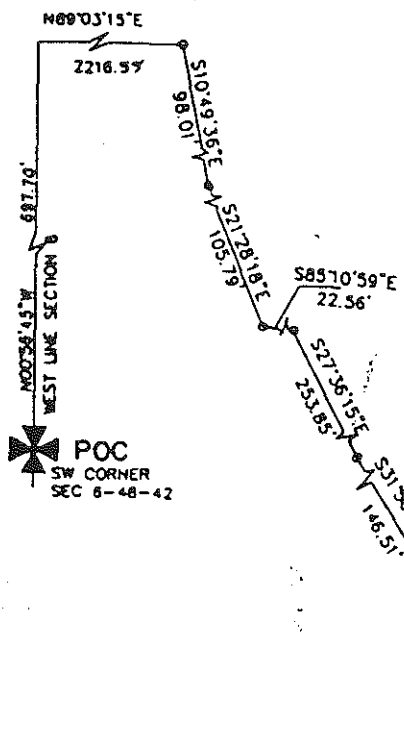 N89°03'15"E
2216.55'
S10°49'36"E
98.01'
S21°28'18"E
105.79'
S85°10'59"E
22.56'
S27°36'15"E
253.85'
146.51'
687.70'
N00°56'45"W
WEST LINE SECTION 6
POC
SW CORNER
SEC 6-48-42